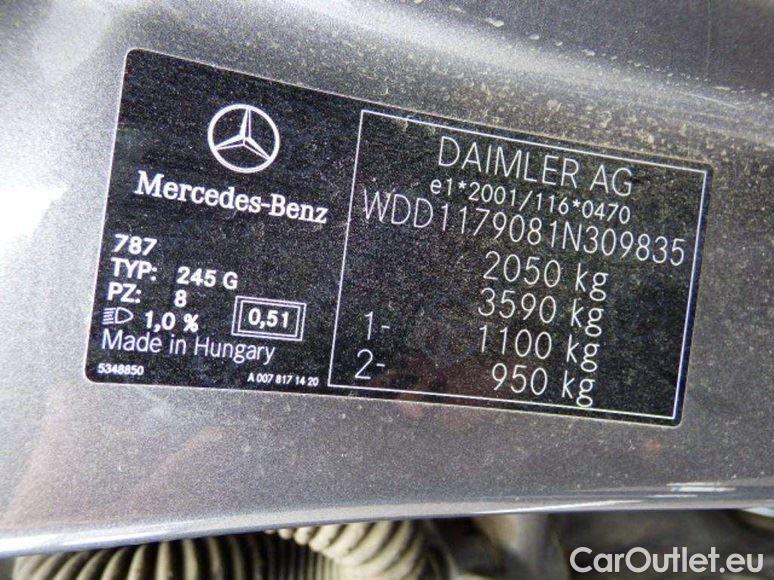 Mercedes-Benz
787
TYP: 245 G
PZ: 8
1,0 % 0,51
Made in Hungary
5348850 A 007 817 14 20
DAIMLER AG
e1*2001/116*0470
WDD1179081N309835
2050 kg
3590 kg
1- 1100 kg
2- 950 kg
CarOutlet.eu